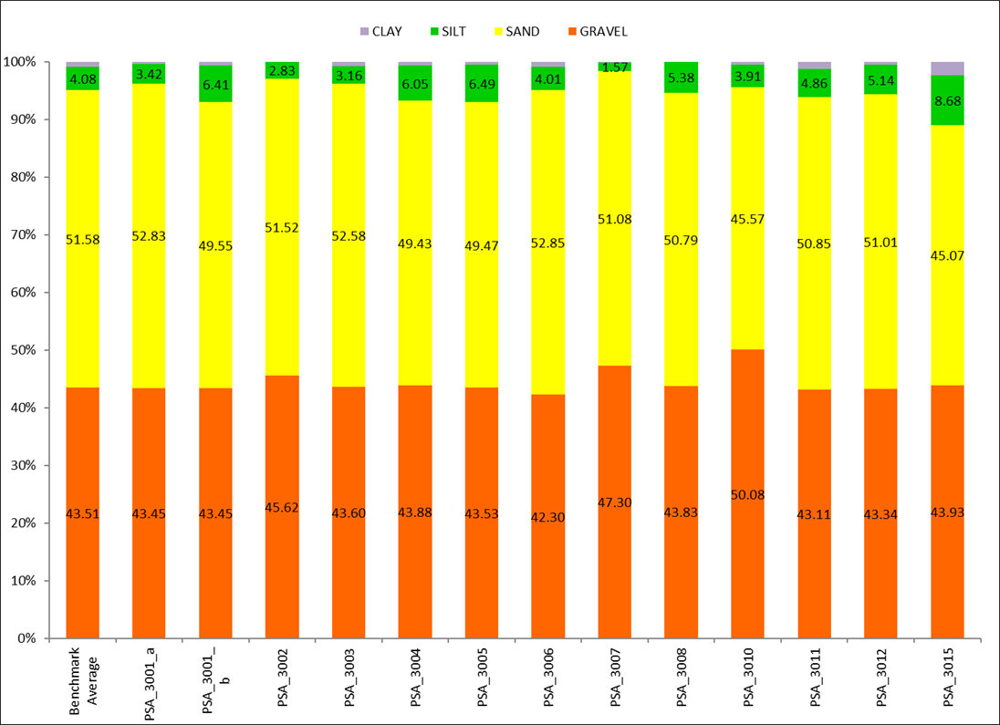 CLAY SILT SAND GRAVEL
100%
90%
80%
70%
60%
50%
40%
30%
20%
10%
0%
4.08 3.42 6.41 2.83 3.16 6.05 6.49 4.01 1.57 5.38 3.91 4.86 5.14 8.68
51.58 52.83 49.55 51.52 52.58 49.43 49.47 52.85 51.08 50.79 45.57 50.85 51.01 45.07
43.51 43.45 43.45 45.62 43.60 43.88 43.53 42.30 47.30 43.83 50.08 43.11 43.34 43.93
Benchmark
Average
PSA_3001_a
PSA_3001_
b
PSA_3002
PSA_3003
PSA_3004
PSA_3005
PSA_3006
PSA_3007
PSA_3008
PSA_3010
PSA_3011
PSA_3012
PSA_3015